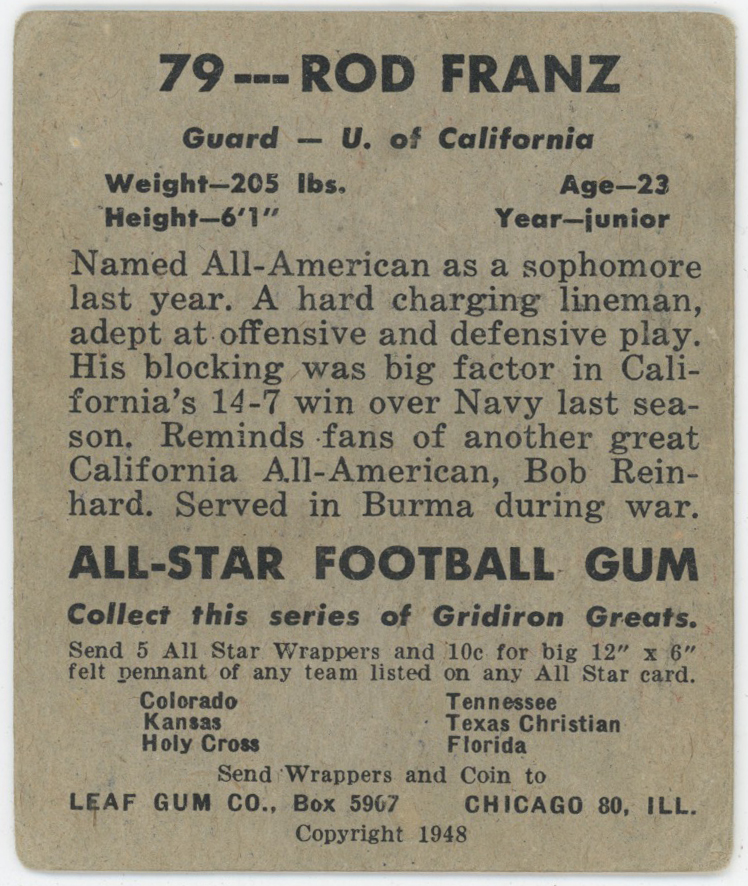 79---ROD FRANZ
Guard — U. of California
Weight—205 lbs. Age—23
Height—6'1" Year—junior
Named All-American as a sophomore
last year. A hard charging lineman,
adept at offensive and defensive play.
His blocking was big factor in Cali-
fornia's 14-7 win over Navy last sea-
son. Reminds fans of another great
California All-American, Bob Rein-
hard. Served in Burma during war.
ALL-STAR FOOTBALL GUM
Collect this series of Gridiron Greats.
Send 5 All Star Wrappers and 10c for big 12" x 6"
felt pennant of any team listed on any All Star card.
Colorado Tennessee
Kansas Texas Christian
Holy Cross Florida
Send Wrappers and Coin to
LEAF GUM CO., Box 5907 CHICAGO 80, ILL.
Copyright 1948